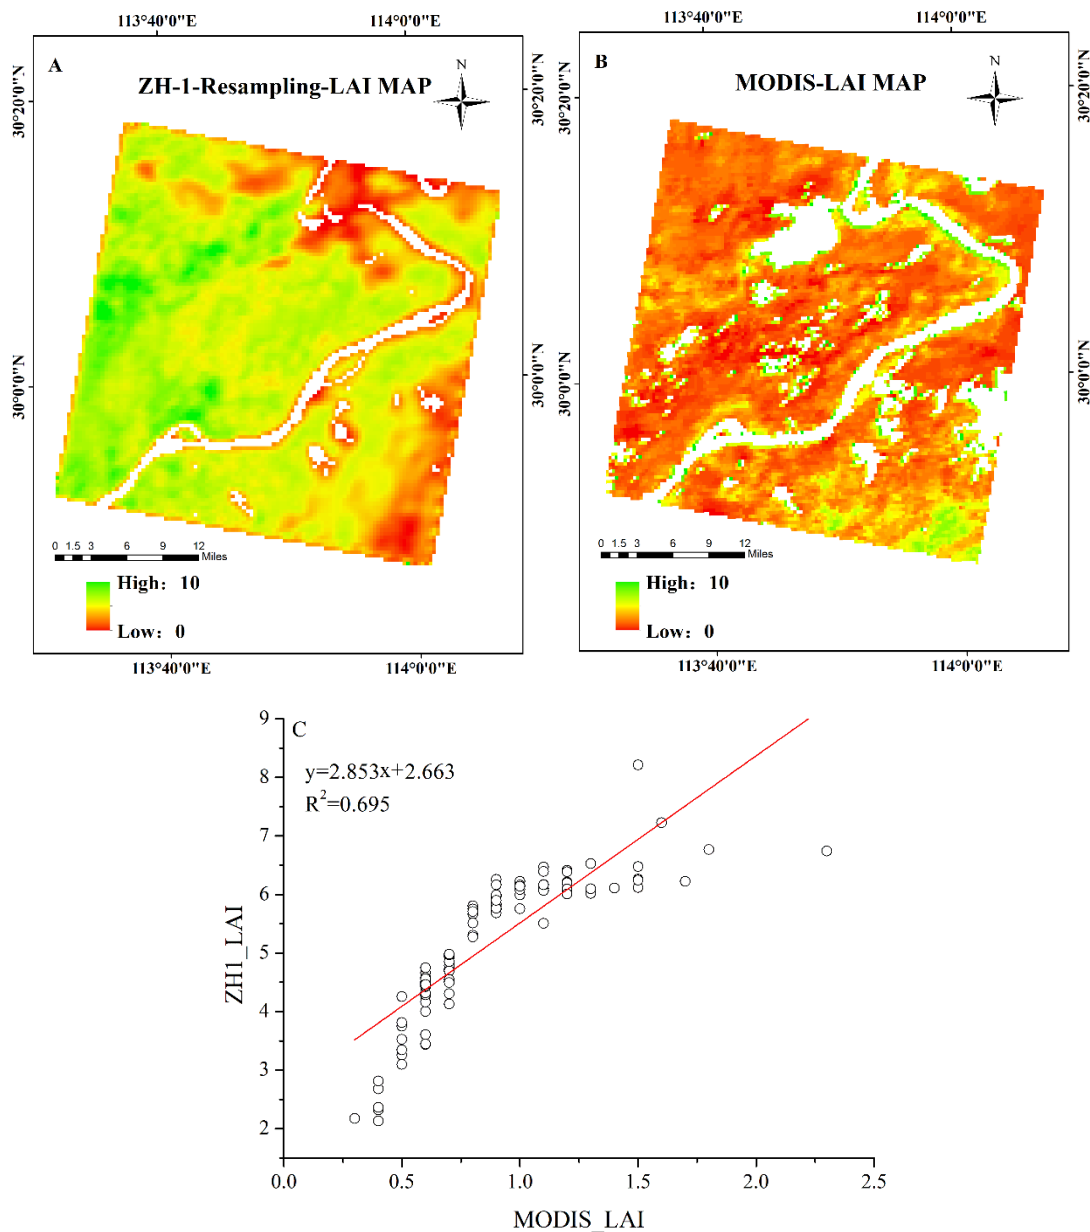 113°40'0"E 114°0'0"E
A
ZH-1-Resampling-LAI MAP
N
30°20'0"N
30°20'0"N
30°0'0"N
30°0'0"N
0 1.5 3 6 9 12
Miles
High：10
Low：0
113°40'0"E 114°0'0"E
113°40'0"E 114°0'0"E
B
MODIS-LAI MAP
N
30°20'0"N
30°20'0"N
30°0'0"N
30°0'0"N
0 1.5 3 6 9 12
Miles
High：10
Low：0
113°40'0"E 114°0'0"E
C
y=2.853x+2.663
R²=0.695
9
8
7
6
5
4
3
2
ZH1_LAI
0.0 0.5 1.0 1.5 2.0 2.5
MODIS_LAI